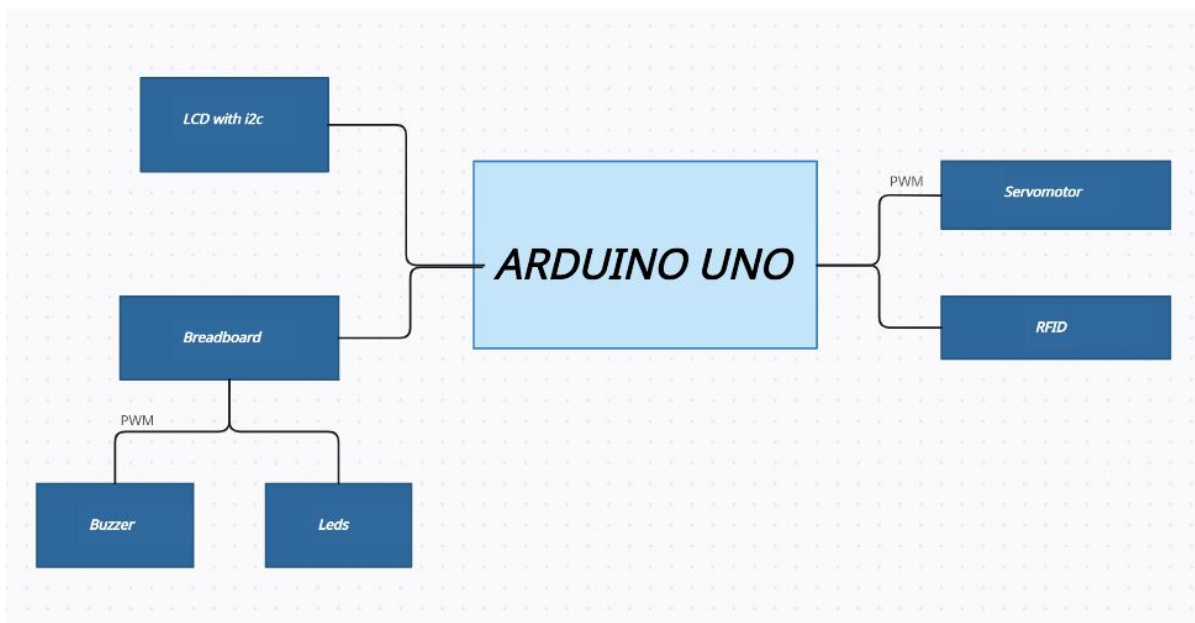 LCD with i2c
ARDUINO UNO
PWM
Servomotor
RFID
Breadboard
PWM
Buzzer
Leds